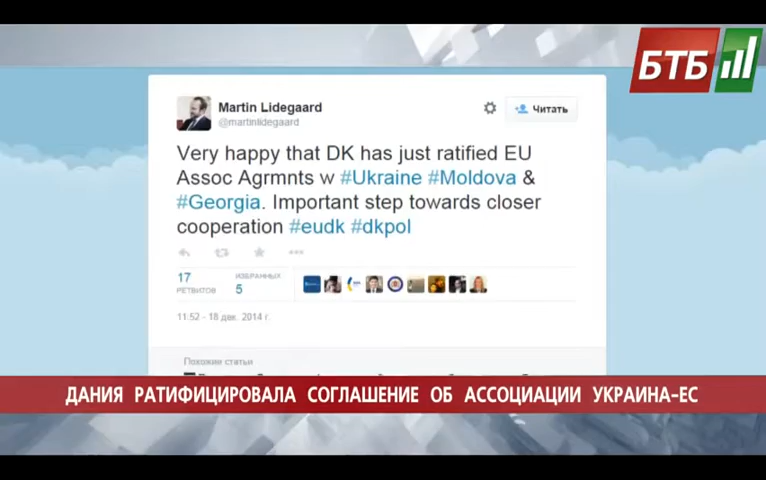 БТБ
Martin Lidegaard
@martinlidegaard
Читать
Very happy that DK has just ratified EU
Assoc Agrmnts w #Ukraine #Moldova &
#Georgia. Important step towards closer
cooperation #eudk #dkpol
17
РЕТВИТОВ
ИЗБРАННЫХ
5
11:52 - 18 дек. 2014 г.
Похожии статьи
ДАНИЯ РАТИФИЦИРОВАЛА СОГЛАШЕНИЕ ОБ АССОЦИАЦИИ УКРАИНА-ЕС